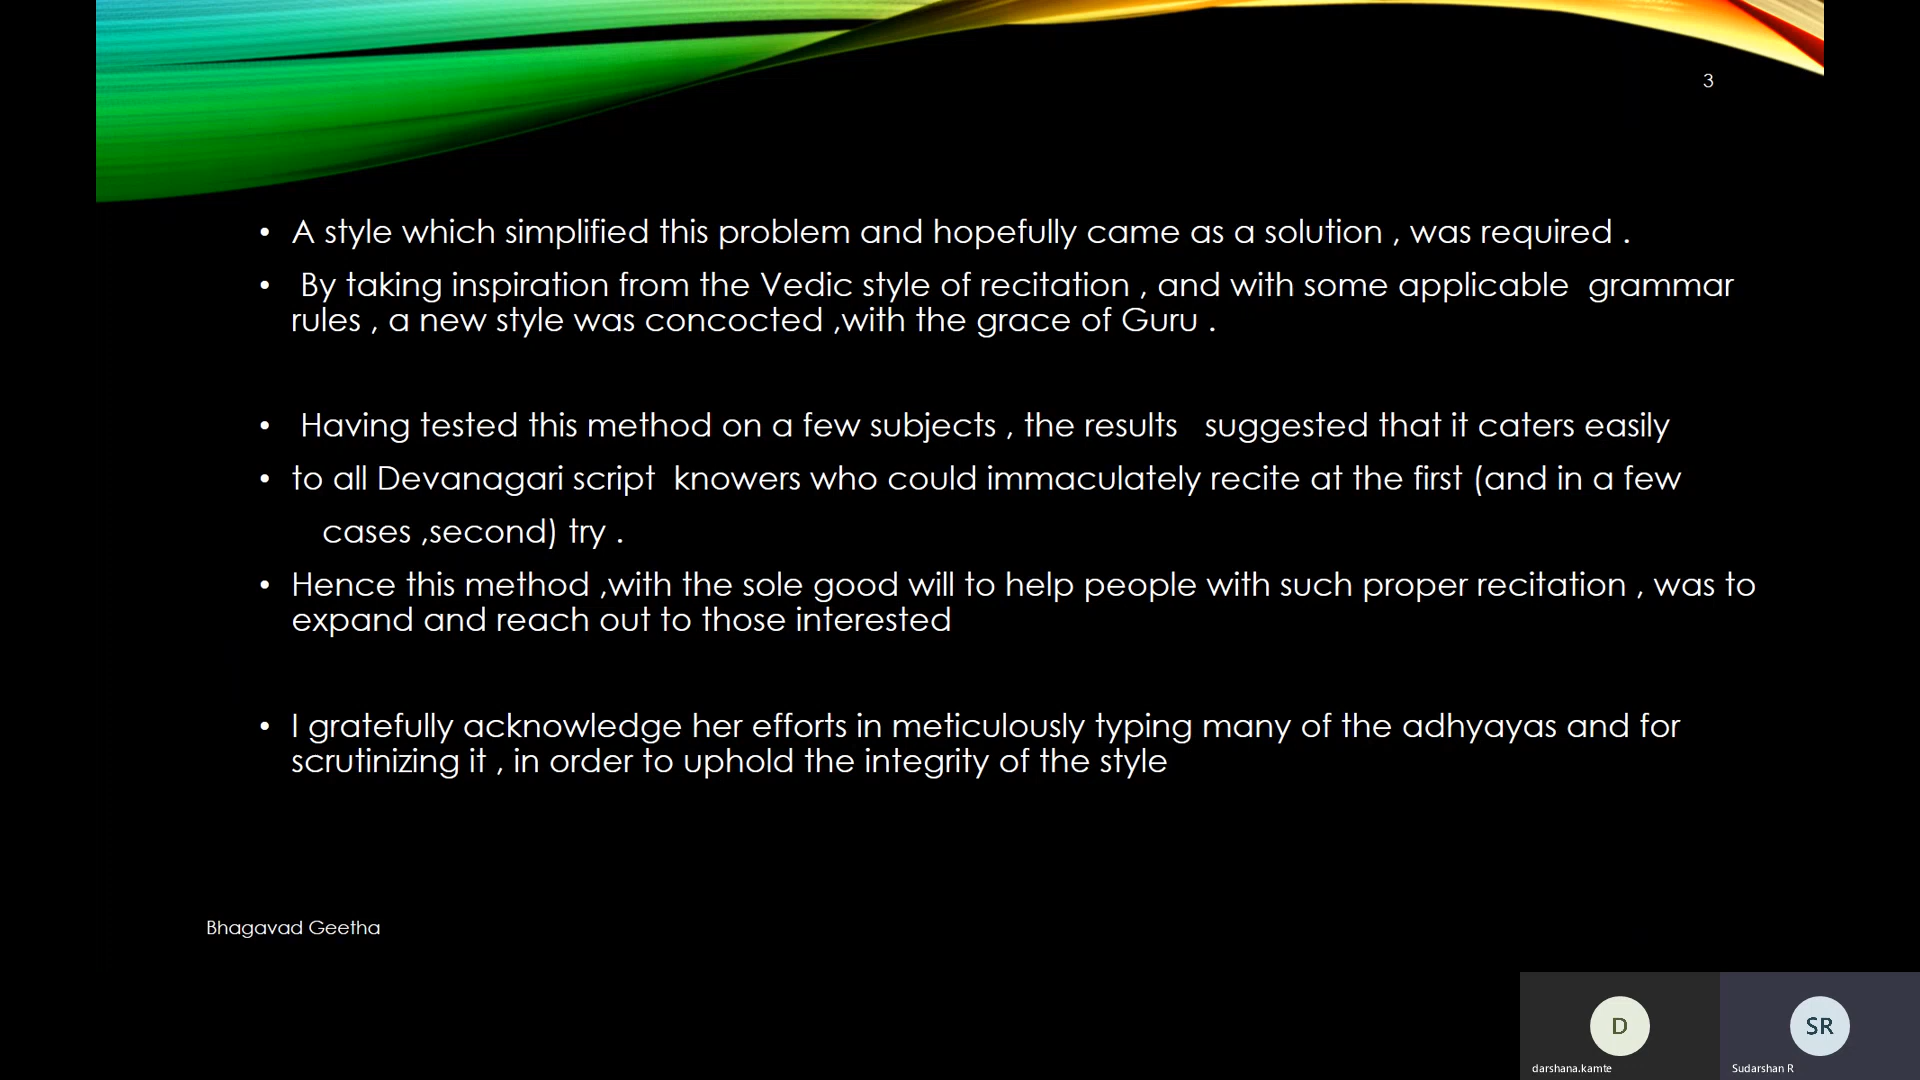 3
• A style which simplified this problem and hopefully came as a solution , was required .
• By taking inspiration from the Vedic style of recitation , and with some applicable  grammar
rules , a new style was concocted ,with the grace of Guru .
• Having tested this method on a few subjects , the results   suggested that it caters easily
• to all Devanagari script  knowers who could immaculately recite at the first (and in a few
cases ,second) try .
• Hence this method ,with the sole good will to help people with such proper recitation , was to
expand and reach out to those interested
• I gratefully acknowledge her efforts in meticulously typing many of the adhyayas and for
scrutinizing it , in order to uphold the integrity of the style
Bhagavad Geetha
D
SR
darshana.kamte
Sudarshan R